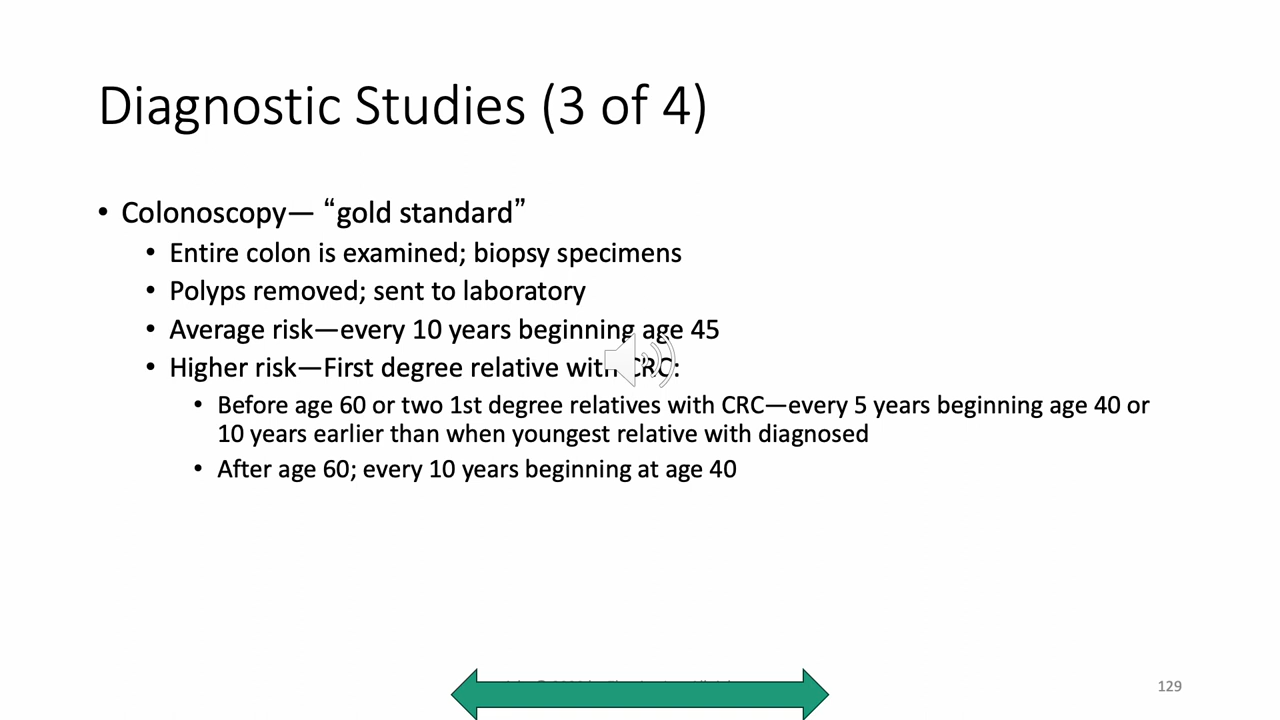 Diagnostic Studies (3 of 4)
• Colonoscopy— “gold standard”
• Entire colon is examined; biopsy specimens
• Polyps removed; sent to laboratory
• Average risk—every 10 years beginning age 45
• Higher risk—First degree relative with CRC:
• Before age 60 or two 1st degree relatives with CRC—every 5 years beginning age 40 or
10 years earlier than when youngest relative with diagnosed
• After age 60; every 10 years beginning at age 40
129